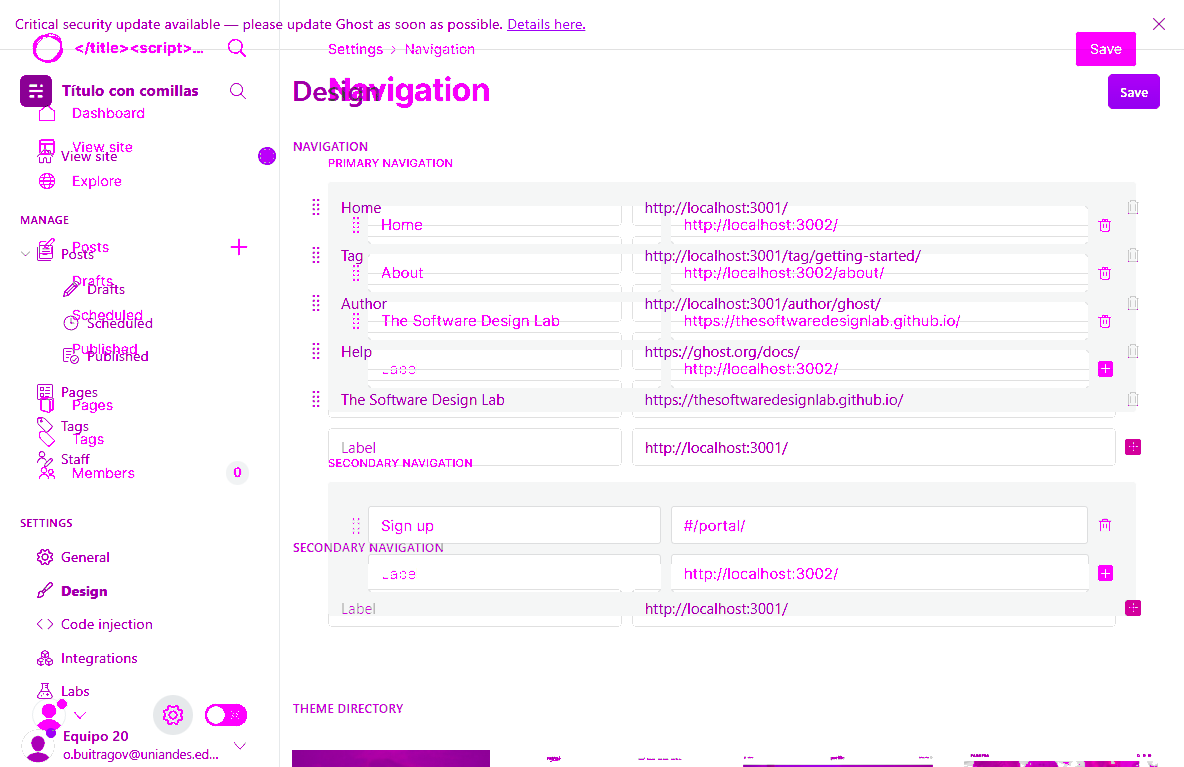 Critical security update available — please update Ghost as soon as possible. Details here.
</title><script>...
Settings > Navigation
Save
Título con comillas
Design
Navigation
Save
Dashboard
View site
View site
Explore
NAVIGATION
PRIMARY NAVIGATION
MANAGE
Home
http://localhost:3001/
Home
http://localhost:3002/
Posts
Posts
Tag
http://localhost:3001/tag/getting-started/
About
http://localhost:3002/about/
Drafts
Drafts
Author
http://localhost:3001/author/ghost/
Scheduled
Scheduled
The Software Design Lab
https://thesoftwaredesignlab.github.io/
Published
Published
Help
https://ghost.org/docs/
Label
http://localhost:3002/
Pages
Pages
The Software Design Lab
https://thesoftwaredesignlab.github.io/
Tags
Tags
Label
http://localhost:3001/
Staff
Members
0
SECONDARY NAVIGATION
SETTINGS
Sign up
#/portal/
SECONDARY NAVIGATION
General
Label
http://localhost:3002/
Design
Label
http://localhost:3001/
Code injection
Integrations
Labs
THEME DIRECTORY
Equipo 20
o.buitragov@uniandes.ed...